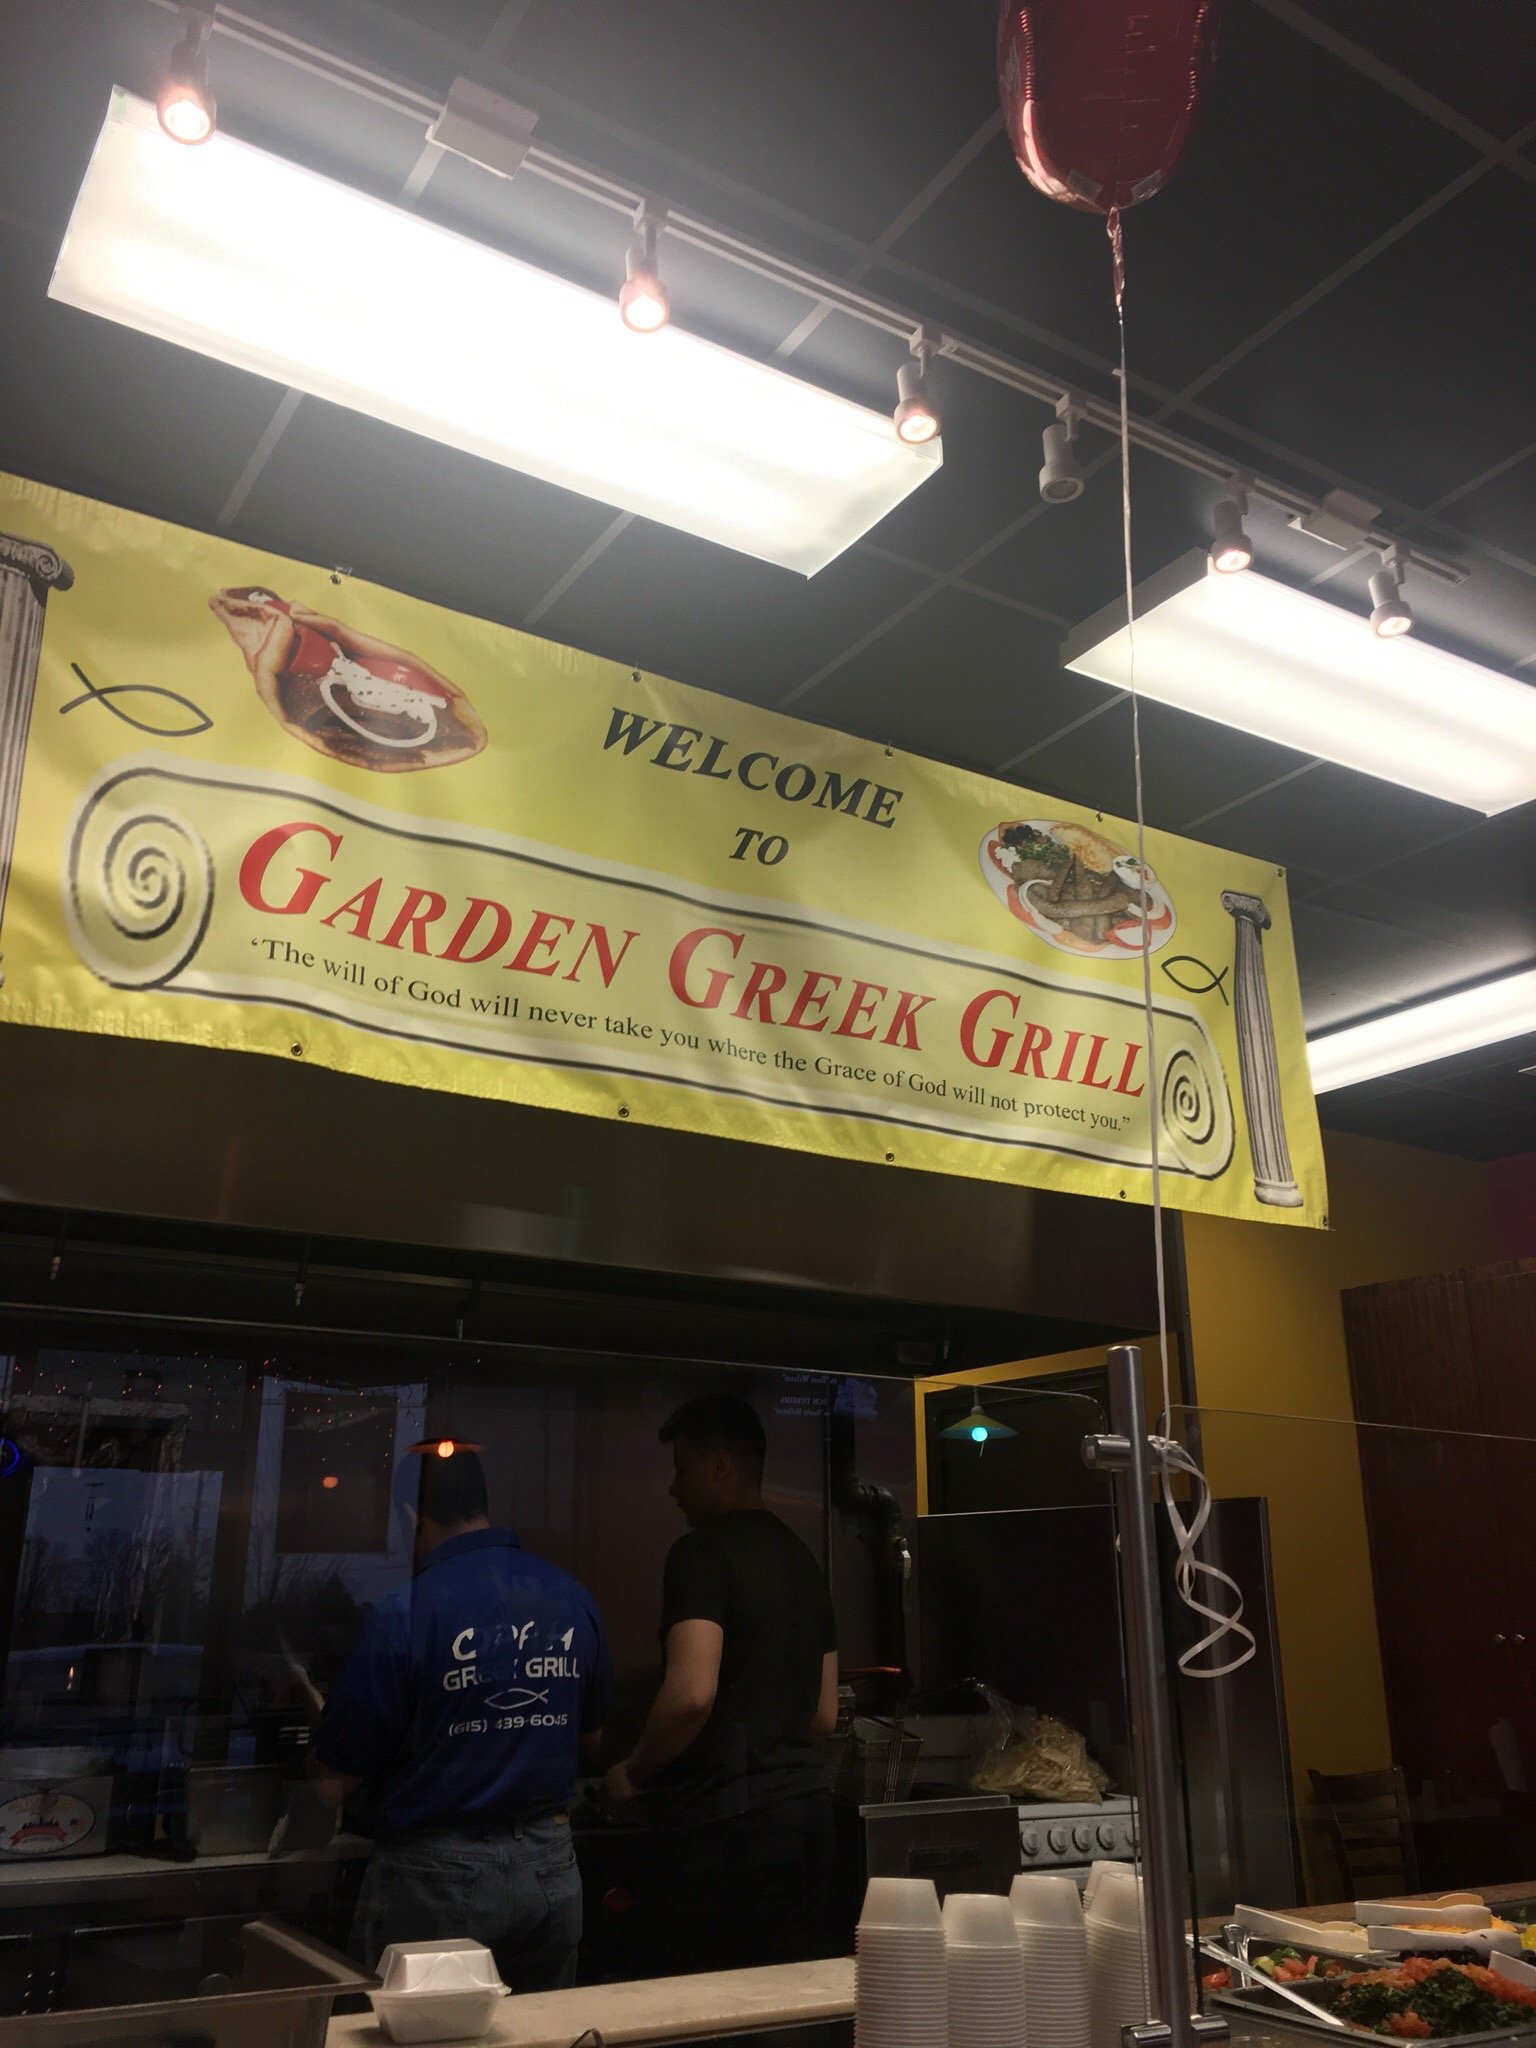 WELCOME
TO
GARDEN GREEK GRILL
‘The will of God will never take you where the Grace of God will not protect you.”
GRILL
(615) 439-6045